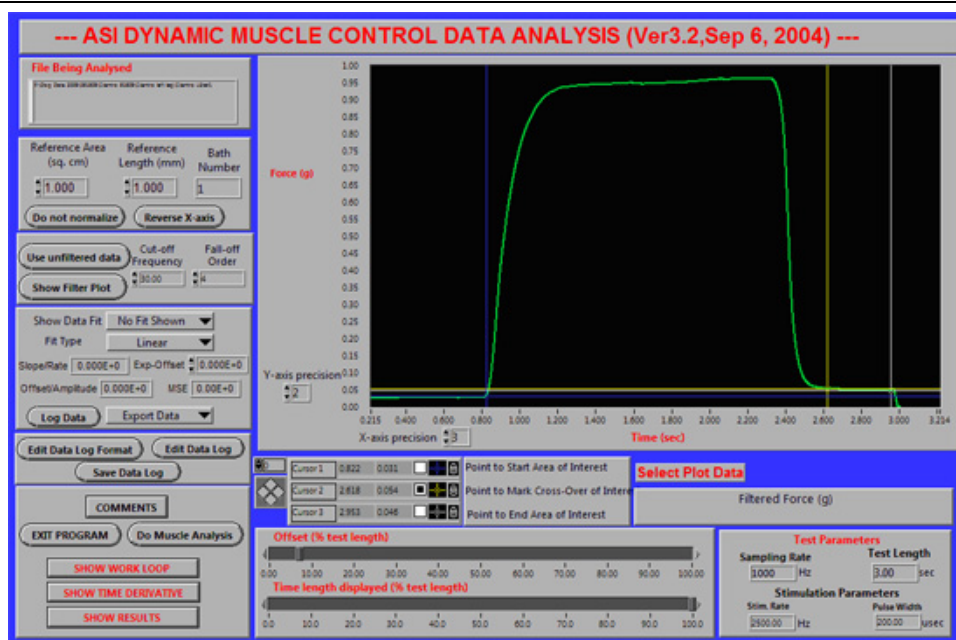 --- ASI DYNAMIC MUSCLE CONTROL DATA ANALYSIS (Ver3.2,Sep 6, 2004) ---
File Being Analysed
Reference Area (sq. cm)
Reference Length (mm)
Bath Number
1.000
1.000
1
Do not normalize
Reverse X-axis
Use unfiltered data
Cut-off Frequency
Fall-off Order
Show Filter Plot
30.00
4
Show Data Fit
No Fit Shown
Fit Type
Linear
Slope/Rate
0.000E+0
Exp-Offset
0.000E+0
Offset/Amplitude
0.000E+0
MSE
0.00E+0
Log Data
Export Data
Edit Data Log Format
Edit Data Log
Save Data Log
COMMENTS
EXIT PROGRAM
Do Muscle Analysis
SHOW WORK LOOP
SHOW TIME DERIVATIVE
SHOW RESULTS
Force (g)
1.00
0.95
0.90
0.85
0.80
0.75
0.70
0.65
0.60
0.55
0.50
0.45
0.40
0.35
0.30
0.25
0.20
0.15
0.10
0.05
0.00
Y-axis precision
2
0.215 0.400 0.600 0.800 1.000 1.200 1.400 1.600 1.800 2.000 2.200 2.400 2.600 2.800 3.000 3.214
X-axis precision
3
Time (sec)
0
Cursor 1 0.822 0.031 Point to Start Area of Interest
Cursor 2 2.618 0.054 Point to Mark Cross-Over of Intere
Cursor 3 2.953 0.046 Point to End Area of Interest
Select Plot Data
Filtered Force (g)
Offset (% test length)
0.00 10.00 20.00 30.00 40.00 50.00 60.00 70.00 80.00 90.00 100.00
Time length displayed (% test length)
0.00 10.0 20.0 30.0 40.0 50.0 60.0 70.0 80.0 90.0 100.0
Test Parameters
Sampling Rate
1000 Hz
Test Length
3.00 sec
Stimulation Parameters
Stim. Rate
2500.00 Hz
Pulse Width
200.00 usec